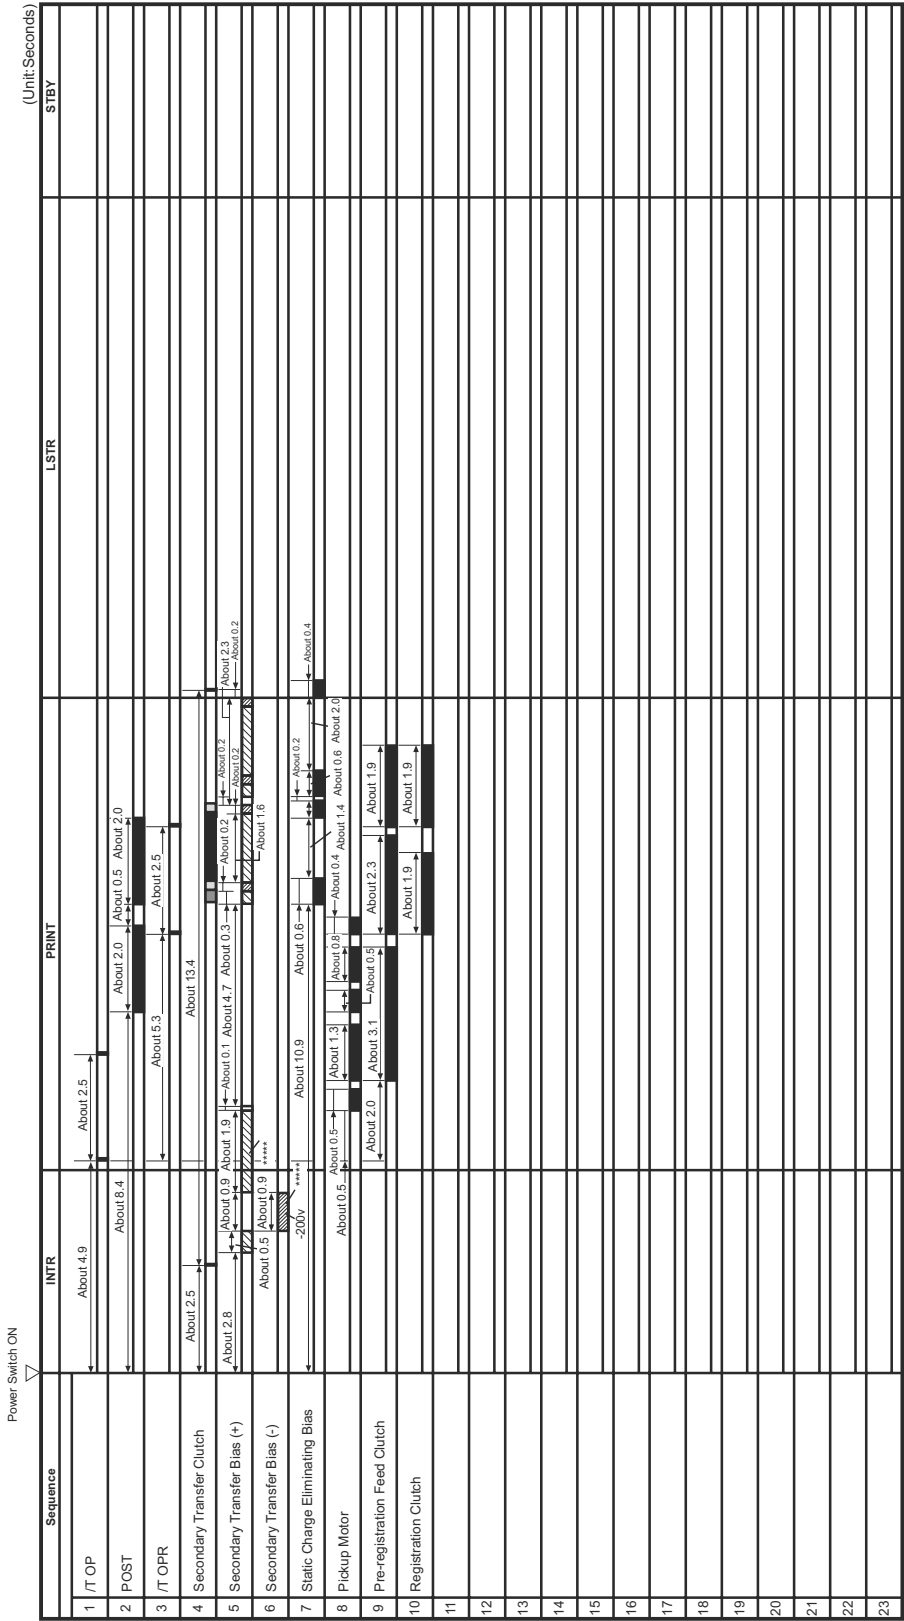 Power Switch ON
(Unit:Seconds)
Sequence
INTR
PRINT
LSTR
STBY
1
/T OP
About 4.9
About 2.5
2
POST
About 8.4
About 2.0
About 0.5
About 2.0
3
/T OPR
About 5.3
About 2.5
4
Secondary Transfer Clutch
About 2.5
About 13.4
5
Secondary Transfer Bias (+)
About 2.8
About 0.5
About 0.9
About 1.9
*****
About 0.1
About 4.7
About 0.3
About 0.2
About 1.6
About 0.2
About 0.2
About 2.3
About 0.2
6
Secondary Transfer Bias (-)
About 0.9
-200v
*****
7
Static Charge Eliminating Bias
About 10.9
About 0.6
About 1.4
About 0.2
About 0.6
About 2.0
About 0.4
8
Pickup Motor
About 0.5
About 0.5
About 1.3
About 0.5
About 0.8
About 0.4
9
Pre-registration Feed Clutch
About 2.0
About 3.1
About 2.3
About 1.9
10
Registration Clutch
About 1.9
About 1.9
11
12
13
14
15
16
17
18
19
20
21
22
23